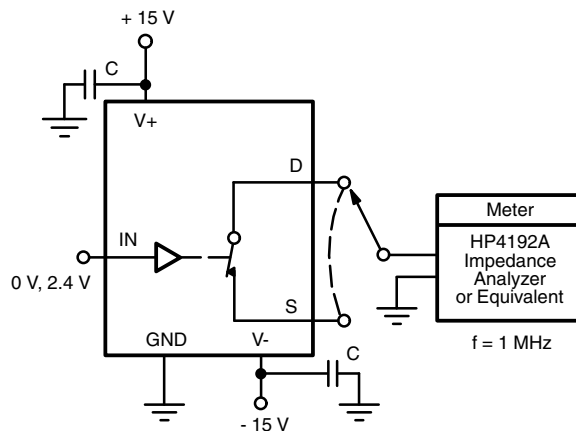 + 15 V
C
V+
D
Meter
IN
HP4192A
Impedance
Analyzer
or Equivalent
0 V, 2.4 V
S
GND
V-
C
f = 1 MHz
- 15 V